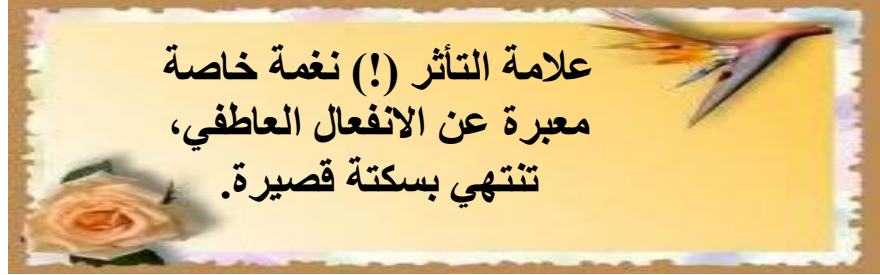 علامة التأثر (!) نغمة خاصة
معبرة عن الانفعال العاطفي،
تنتهي بسكتة قصيرة.